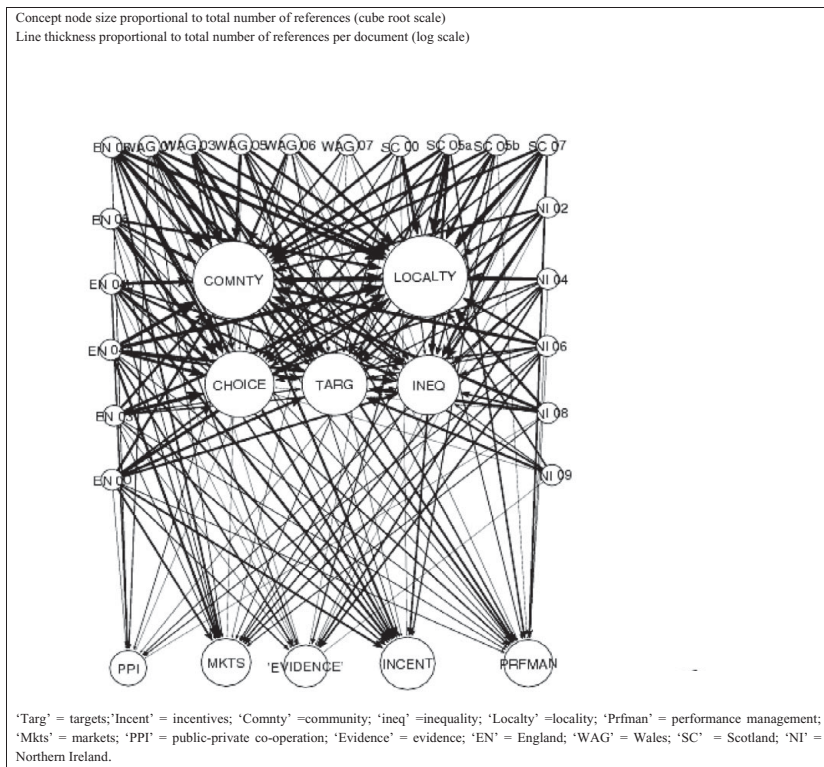 Concept node size proportional to total number of references (cube root scale)
Line thickness proportional to total number of references per document (log scale)
WAG 03 WAG 05 WAG 06 WAG 07 SC 00 SC 05a SC 05b SC 07
NI 02
COMNTY LOCALTY
NI 04
NI 06
CHOICE TARG INEQ
EN 03 NI 08
EN 00 NI 09
PPI MKTS 'EVIDENCE' INCENT PRFMAN
‘Targ’ = targets;’Incent’ = incentives; ‘Comnty’ =community; ‘ineq’ =inequality; ‘Localty’ =locality; ‘Prfman’ = performance management;
‘Mkts’ = markets; ‘PPI’ = public-private co-operation; ‘Evidence’ = evidence; ‘EN’ = England; ‘WAG’ = Wales; ‘SC’ = Scotland; ‘NI’ =
Northern Ireland.